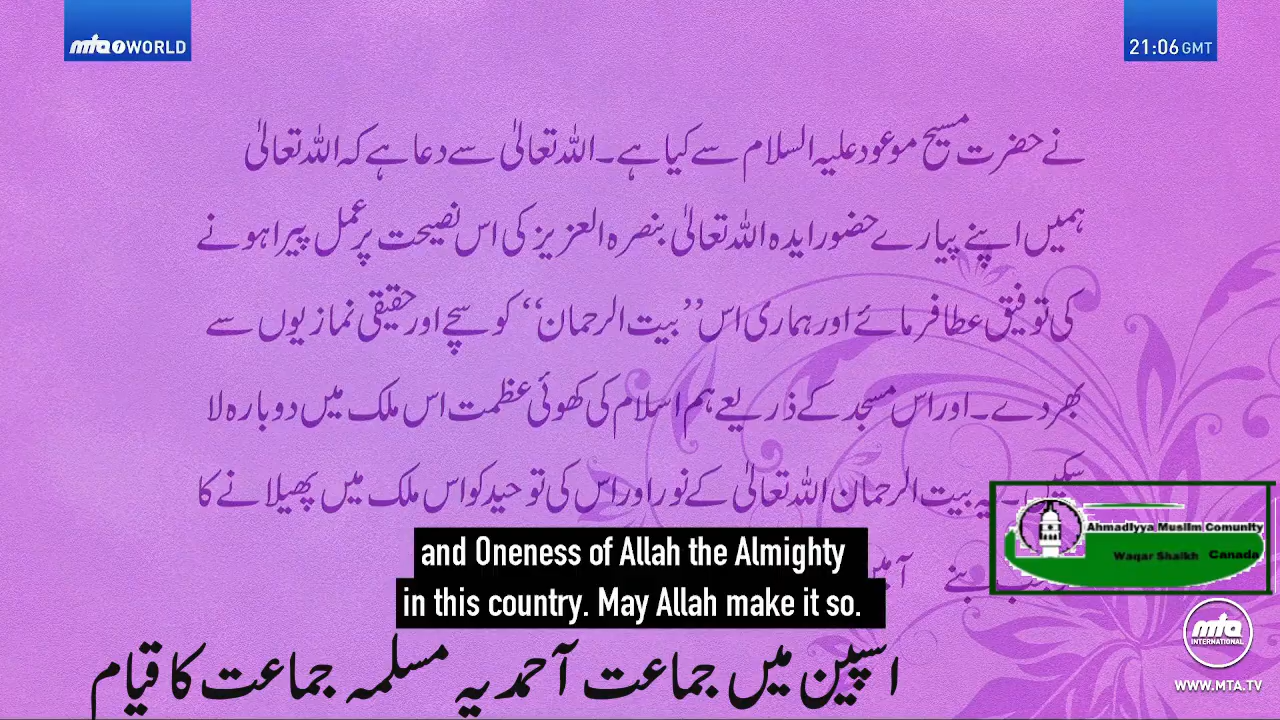 mta1 WORLD
21:06 GMT
نے حضرت مسیح موعود علیہ السلام سے کیا ہے۔ اللہ تعالیٰ سے دعا ہے کہ اللہ تعالیٰ
ہمیں اپنے پیارے حضور ایدہ اللہ تعالیٰ بنصرہ العزیز کی اس نصیحت پر عمل پیرا ہونے
کی توفیق عطا فرمائے اور ہماری اس ’’بیت الرحمان‘‘ کو سچے اور حقیقی نمازیوں سے
بھر دے۔ اور اس مسجد کے ذریعے ہم اسلام کی کھوئی عظمت اس ملک میں دوبارہ لا
سکیں۔ یہ بیت الرحمان اللہ تعالیٰ کے نور اور اس کی توحید کو اس ملک میں پھیلانے کا
بنے
Ahmadiyya Muslim Comunity
Waqar Shaikh Canada
and Oneness of Allah the Almighty
in this country. May Allah make it so.
اسپین میں جماعت آحمدیہ مسلمہ جماعت کا قیام
mta
INTERNATIONAL
WWW.MTA.TV